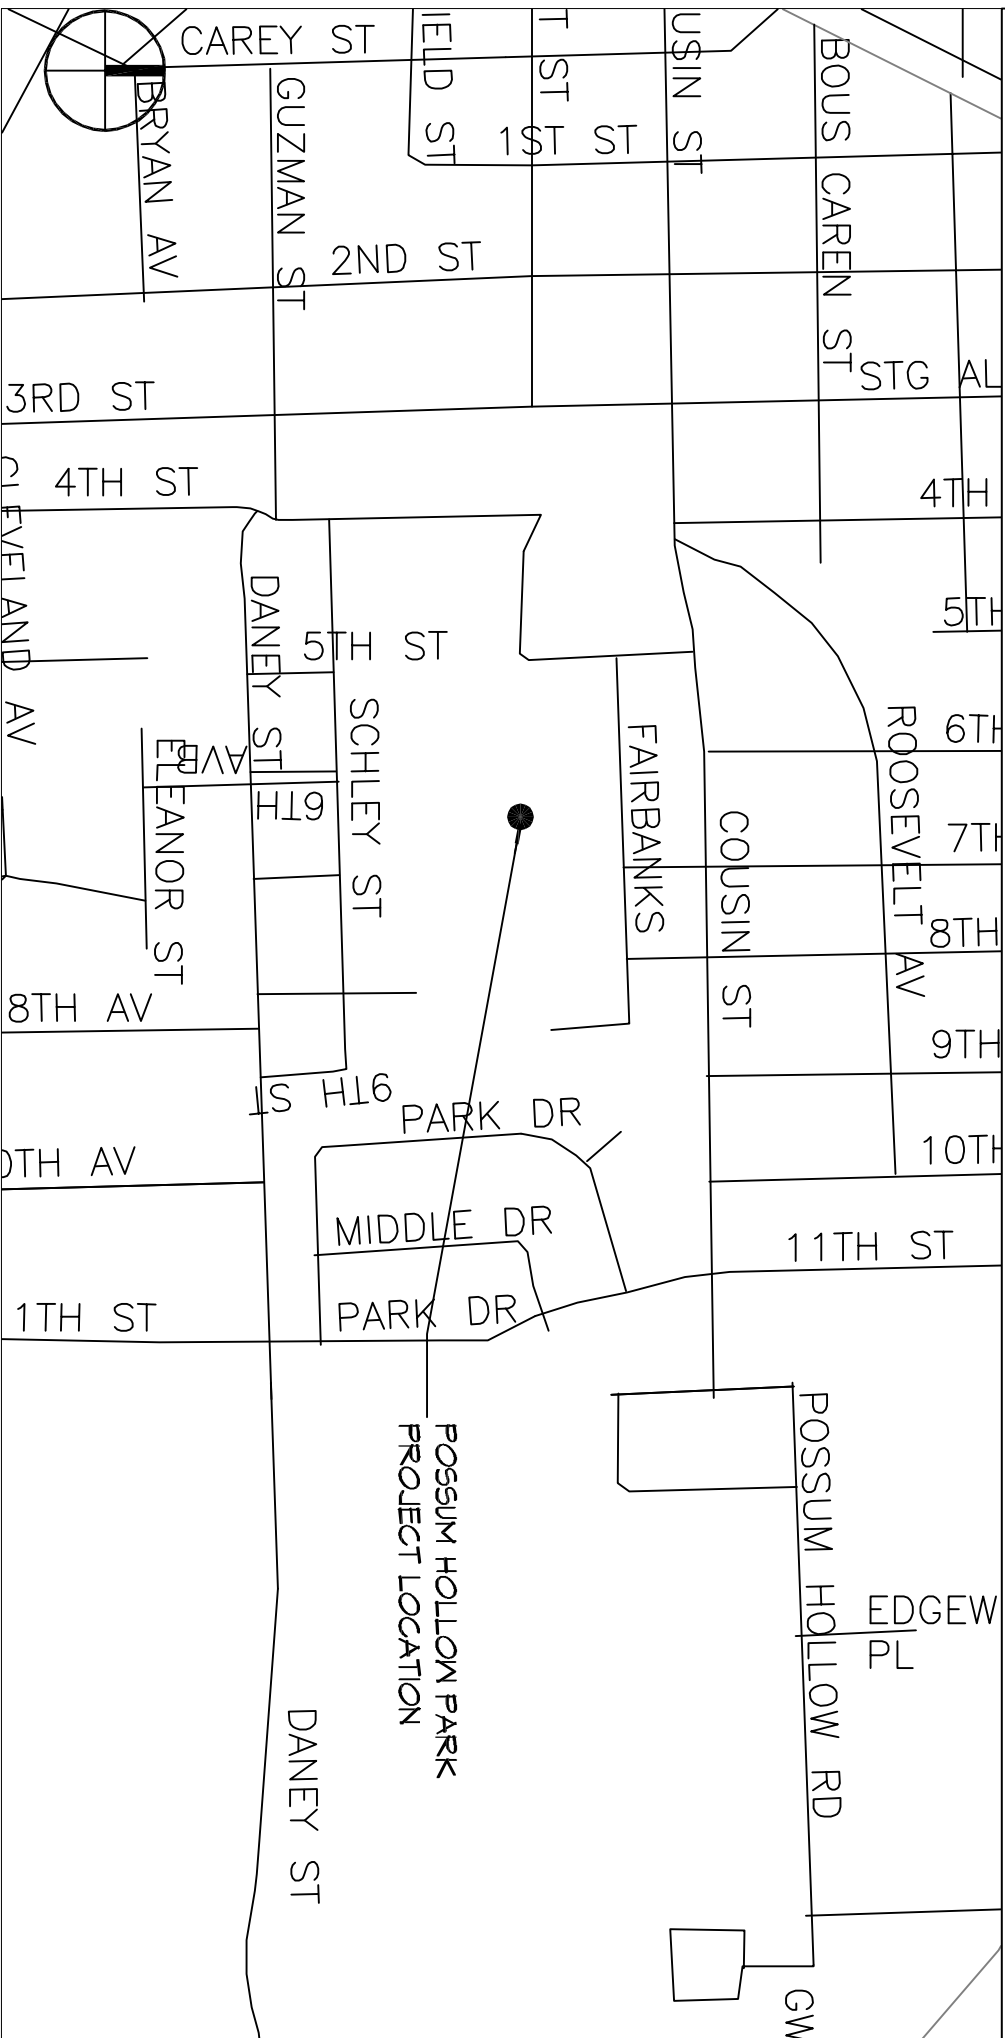 CAREY ST
IELD ST
T ST
USIN ST
BOUS CAREN ST
BRYAN AV
GUZMAN ST
1ST ST
2ND ST
3RD ST
STG AL
4TH ST
4TH
CLEVELAND AV
DANEY ST
5TH ST
5TH
SCHLEY ST
ROOSEVELT AV
6TH
FAIRBANKS
ELEANOR ST
AVB
6TH
COUSIN ST
7TH
8TH
8TH AV
9TH
9TH ST
PARK DR
0TH AV
10TH
MIDDLE DR
11TH ST
1TH ST
PARK DR
POSSUM HOLLOW PARK
PROJECT LOCATION
POSSUM HOLLOW RD
EDGEW
PL
DANEY ST
GW